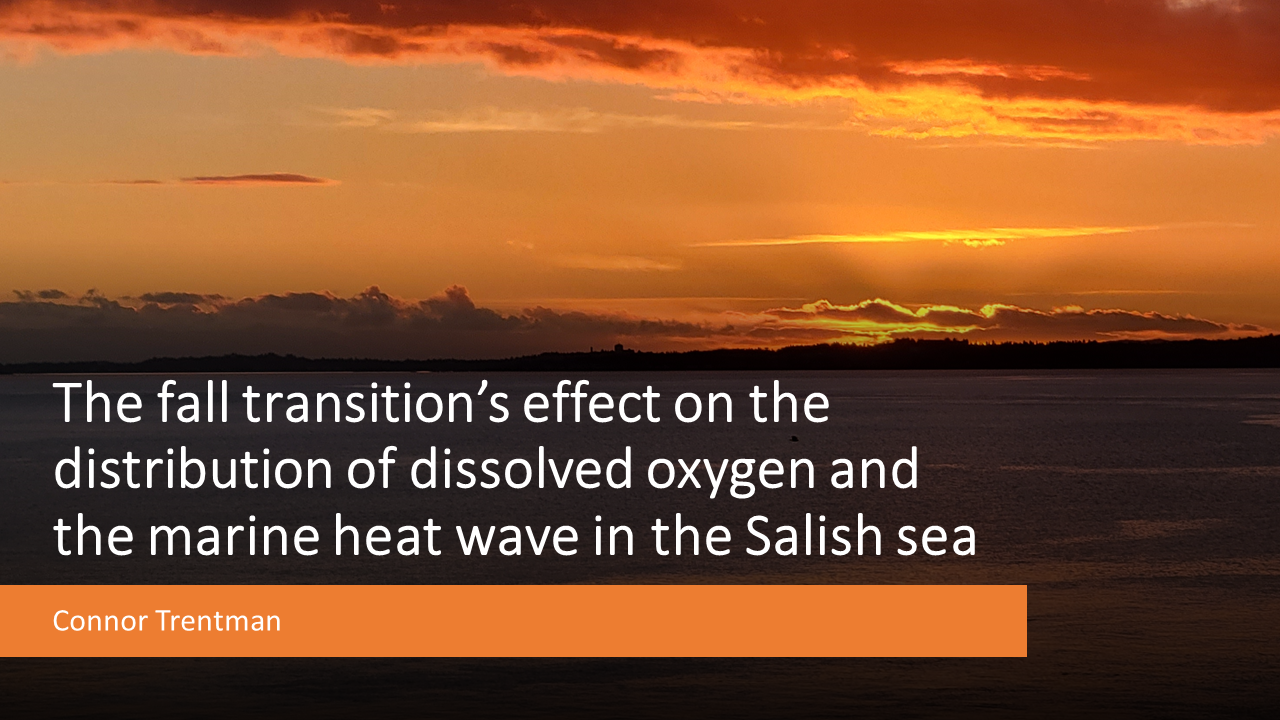 The fall transition’s effect on the
distribution of dissolved oxygen and
the marine heat wave in the Salish sea
Connor Trentman